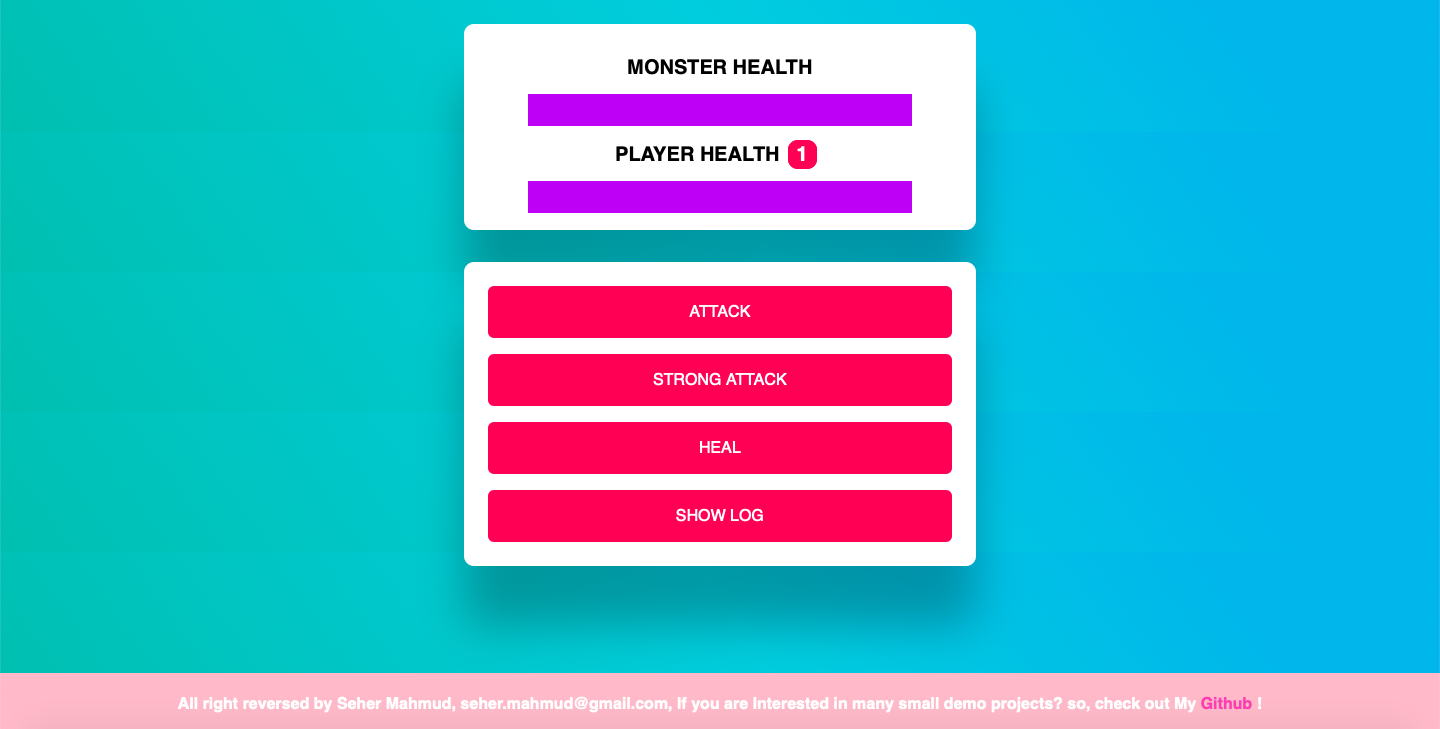 MONSTER HEALTH
PLAYER HEALTH 1
ATTACK
STRONG ATTACK
HEAL
SHOW LOG
All right reversed by Seher Mahmud, seher.mahmud@gmail.com, If you are Interested in many small demo projects? so, check out My Github !